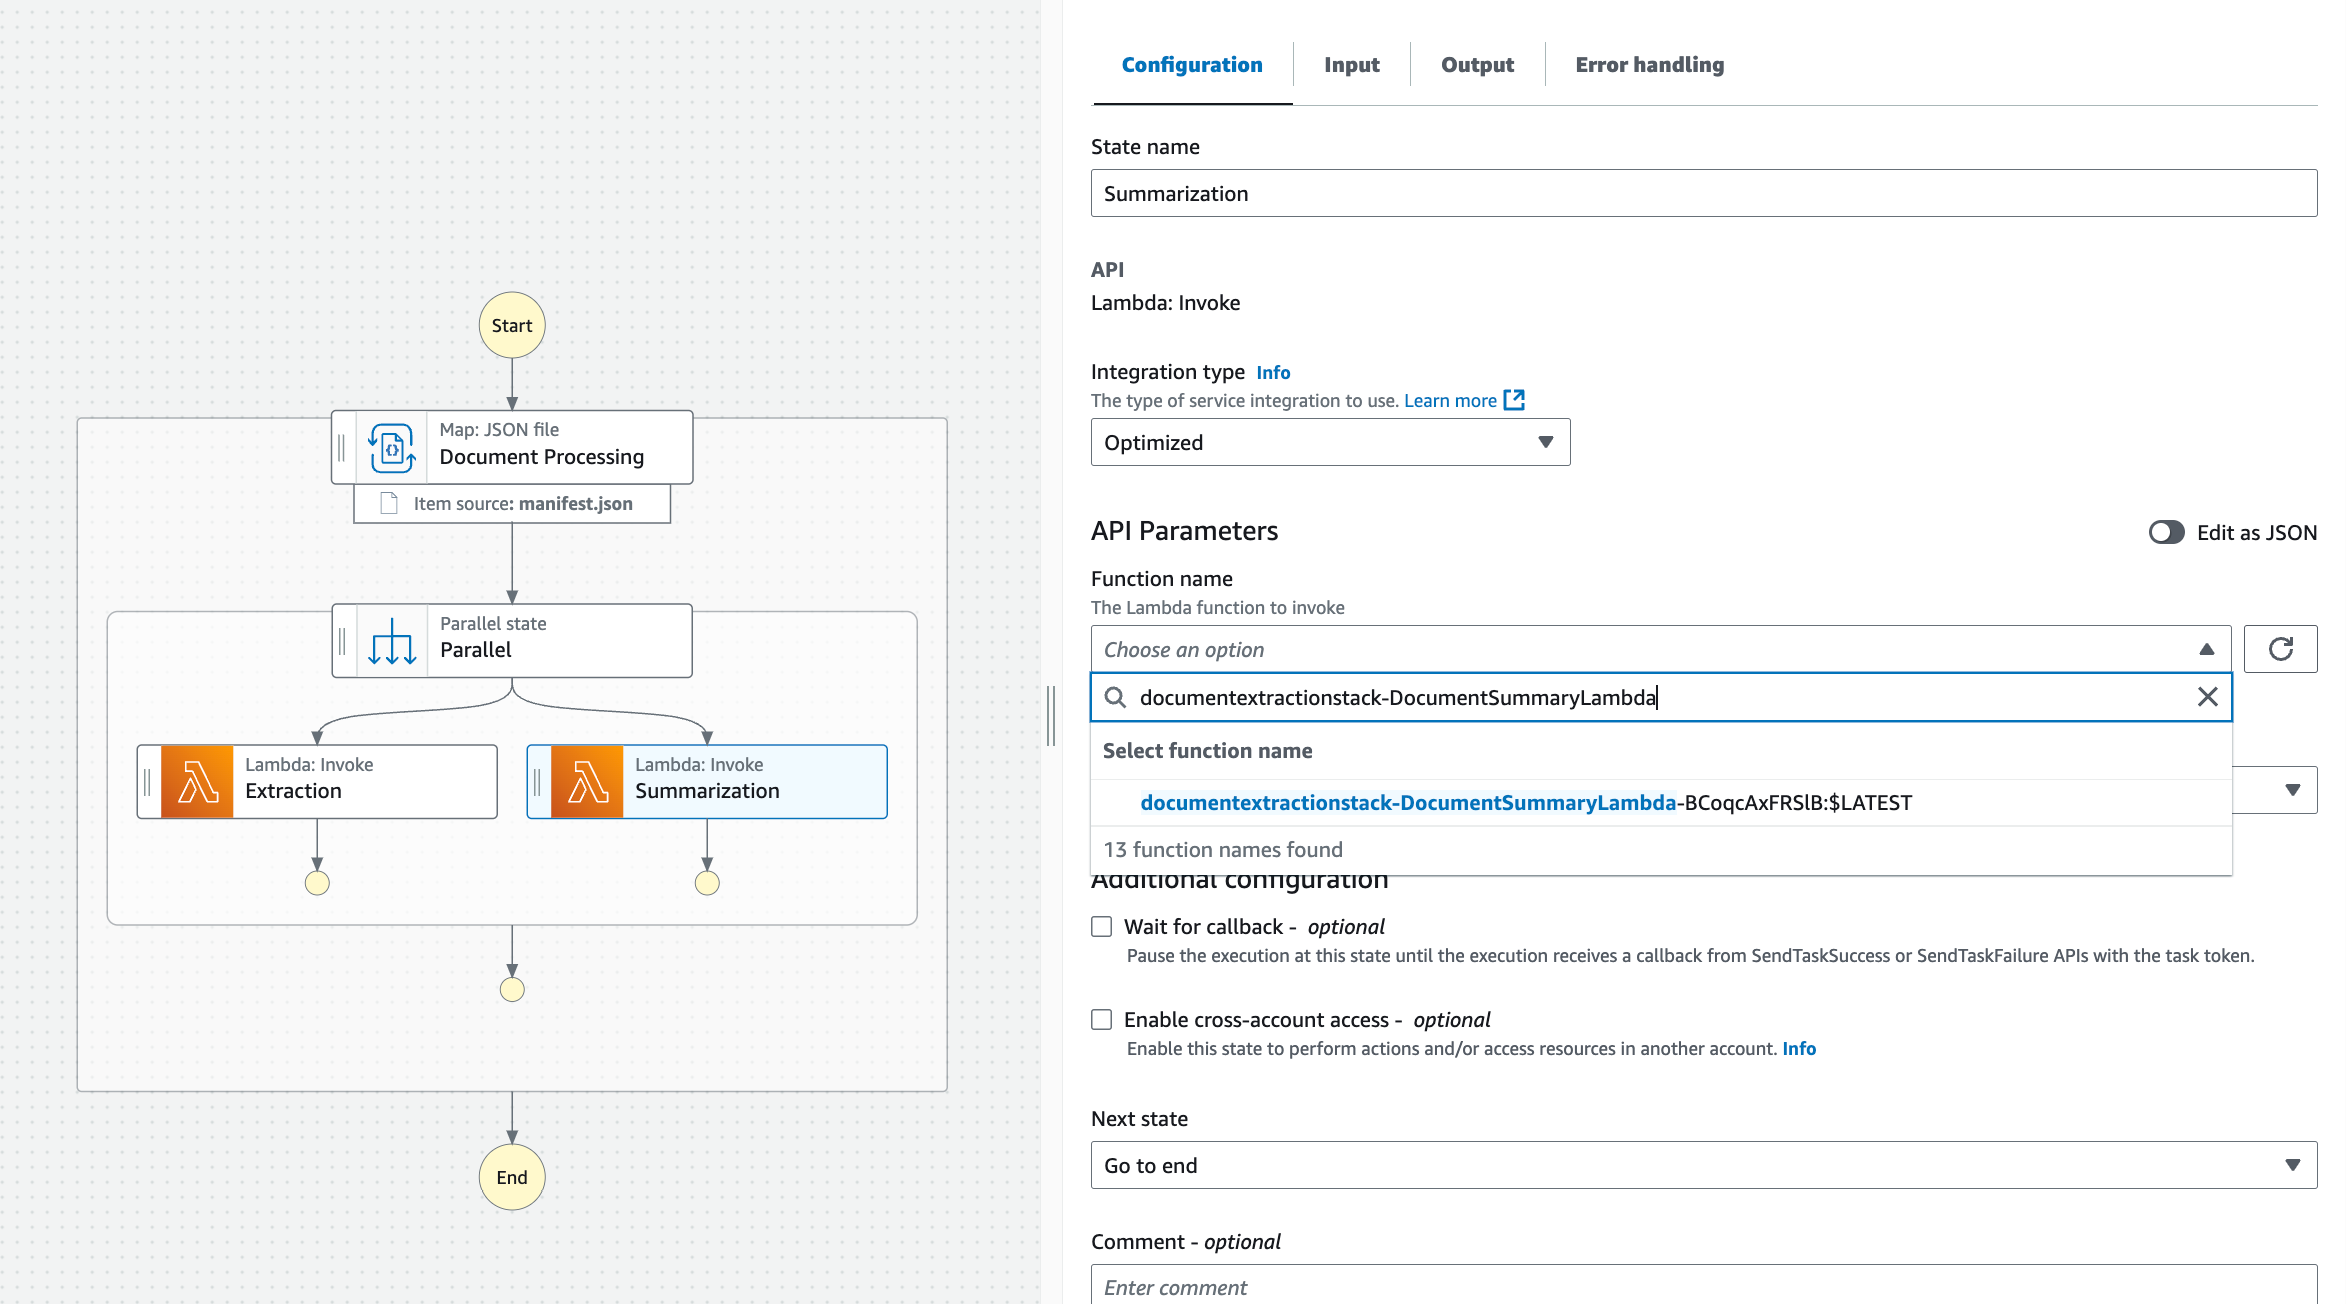 Start
Map: JSON file
Document Processing
Item source: manifest.json
Parallel state
Parallel
Lambda: Invoke
Extraction
Lambda: Invoke
Summarization
End
Configuration
Input
Output
Error handling
State name
Summarization
API
Lambda: Invoke
Integration type Info
The type of service integration to use. Learn more
Optimized
API Parameters
Edit as JSON
Function name
The Lambda function to invoke
Choose an option
documentextractionstack-DocumentSummaryLambda
Select function name
documentextractionstack-DocumentSummaryLambda-BCoqcAxFRSlB:$LATEST
13 function names found
Additional configuration
Wait for callback - optional
Pause the execution at this state until the execution receives a callback from SendTaskSuccess or SendTaskFailure APIs with the task token.
Enable cross-account access - optional
Enable this state to perform actions and/or access resources in another account. Info
Next state
Go to end
Comment - optional
Enter comment